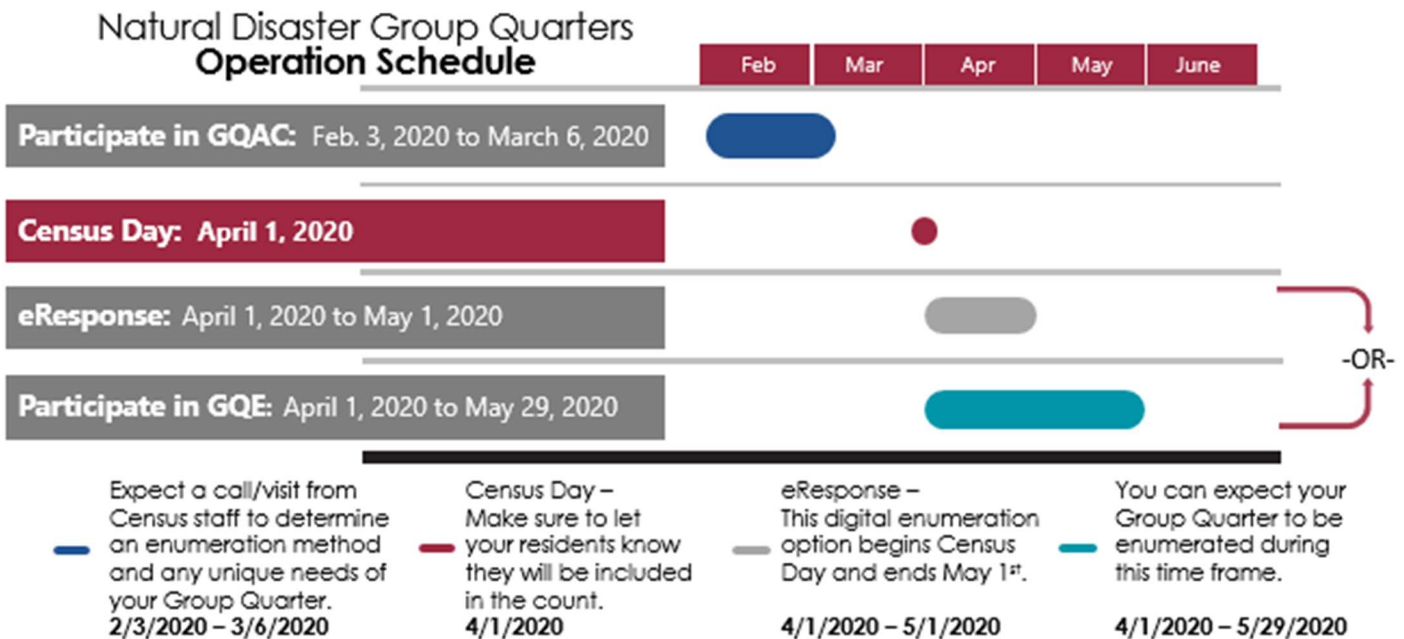 Natural Disaster Group Quarters
Operation Schedule
Feb Mar Apr May June
Participate in GQAC: Feb. 3, 2020 to March 6, 2020
Census Day: April 1, 2020
eResponse: April 1, 2020 to May 1, 2020
-OR-
Participate in GQE: April 1, 2020 to May 29, 2020
Expect a call/visit from
Census staff to determine
an enumeration method
and any unique needs of
your Group Quarter.
2/3/2020 – 3/6/2020
Census Day –
Make sure to let
your residents know
they will be included
in the count.
4/1/2020
eResponse –
This digital enumeration
option begins Census
Day and ends May 1st.
4/1/2020 – 5/1/2020
You can expect your
Group Quarter to be
enumerated during
this time frame.
4/1/2020 – 5/29/2020